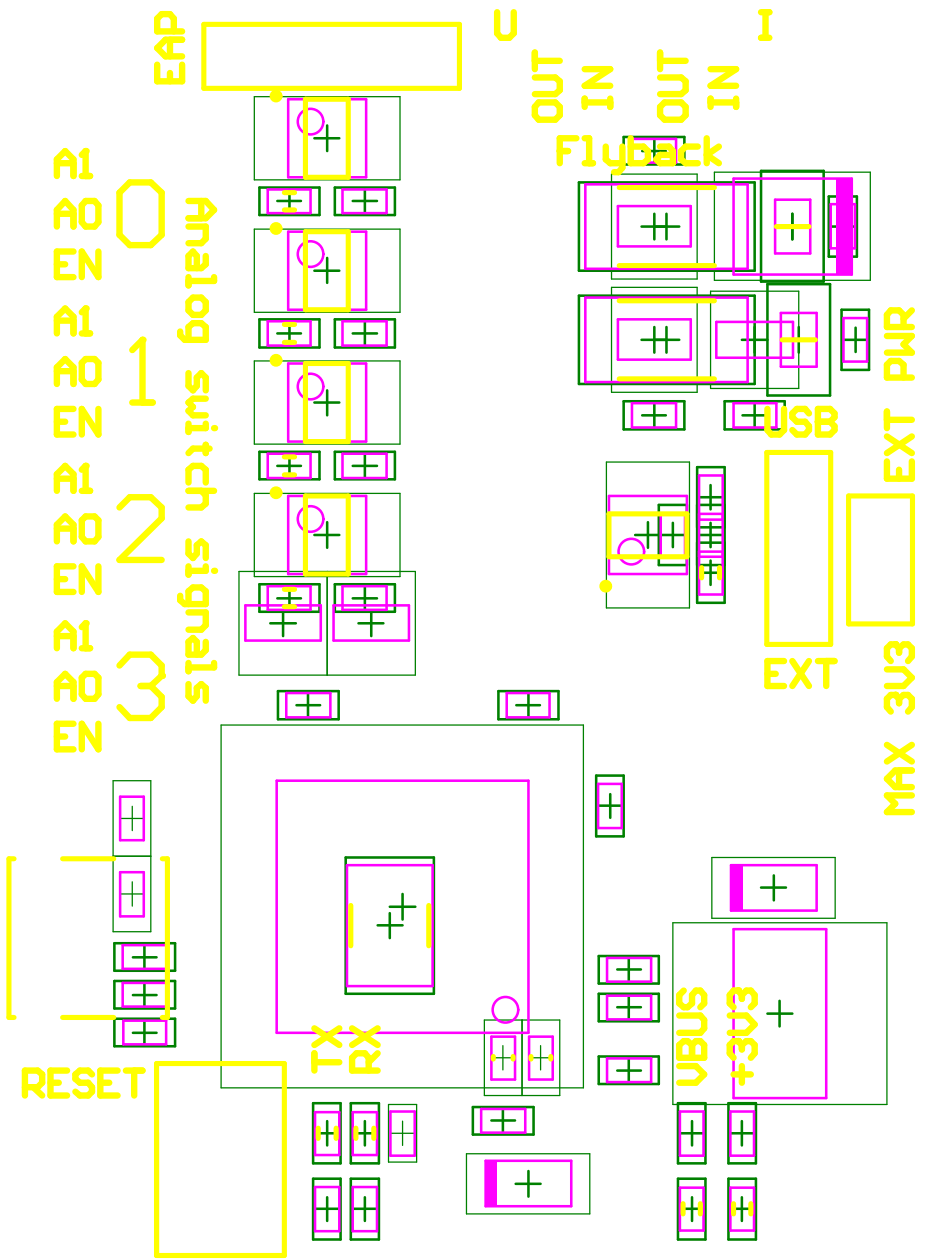 EAP
U
I
OUT
IN
OUT
IN
Flyback
A1
A0
EN
0
A1
A0
EN
1
A1
A0
EN
2
A1
A0
EN
3
Analog switch signals
EXT PWR
USB
EXT
MAX 3V3
RESET
TX
RX
VBUS
+3V3